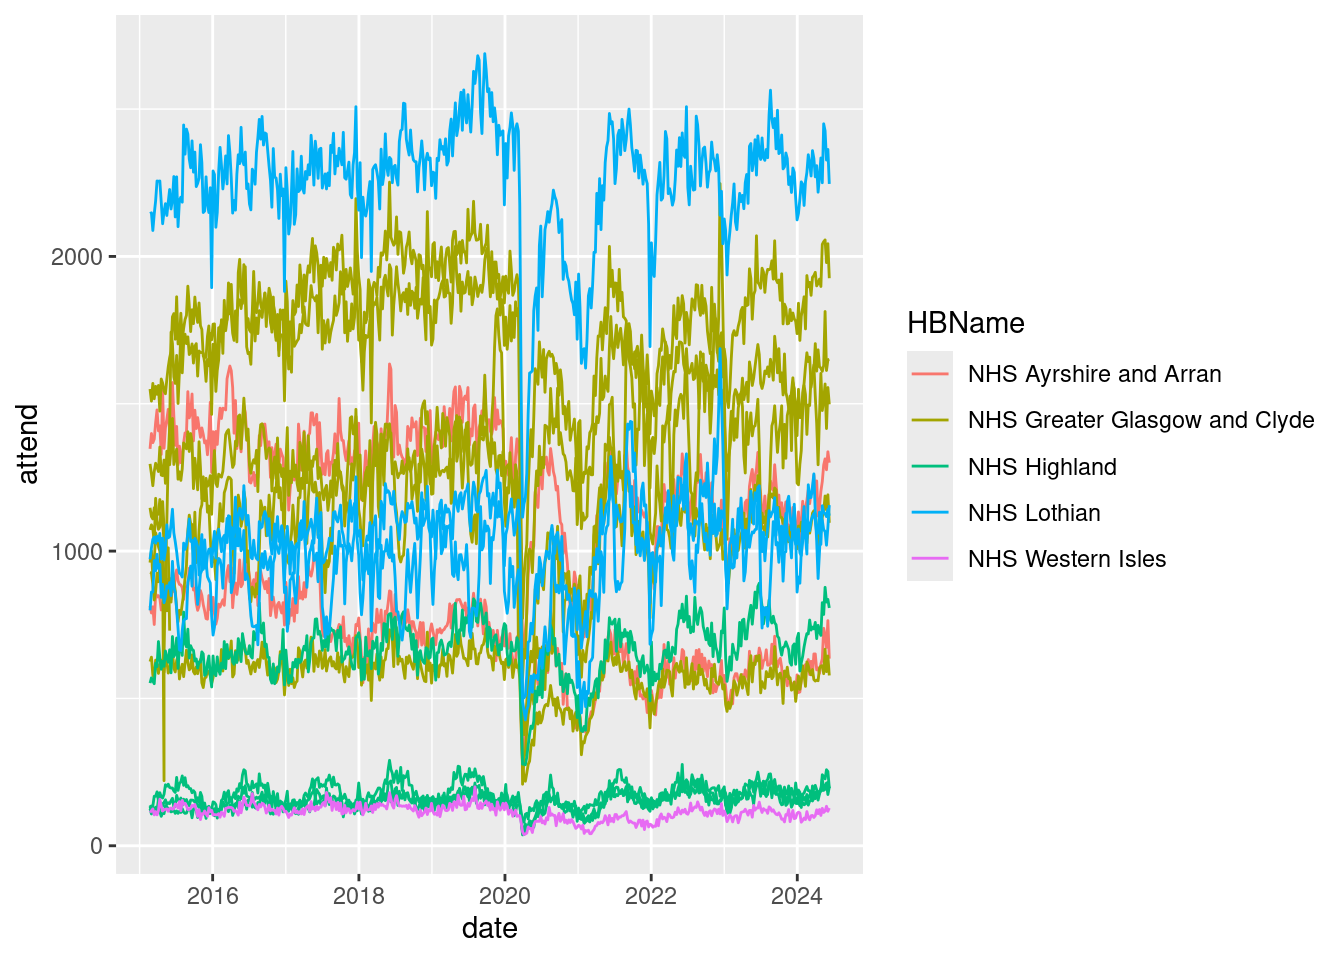 attend
2000
1000
0
2016
2018
2020
2022
2024
date
HBName
NHS Ayrshire and Arran
NHS Greater Glasgow and Clyde
NHS Highland
NHS Lothian
NHS Western Isles